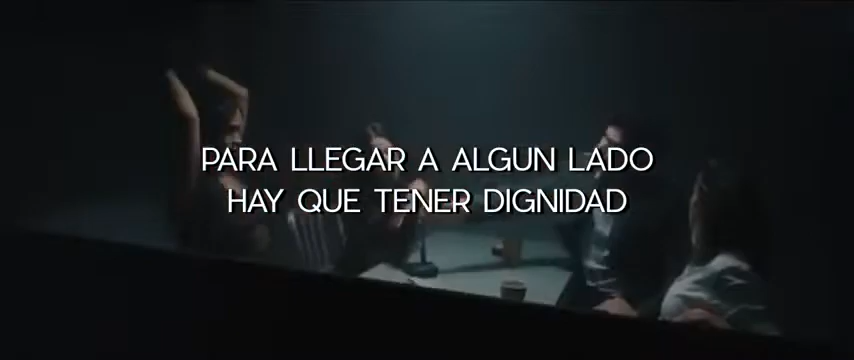 PARA LLEGAR A ALGUN LADO
HAY QUE TENER DIGNIDAD